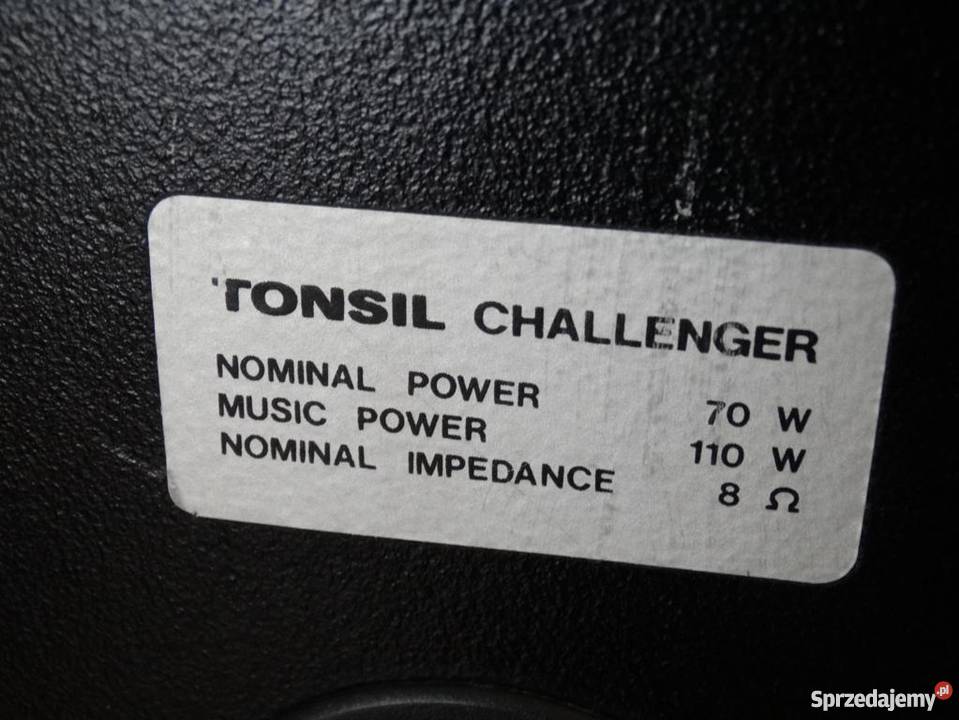 TONSIL CHALLENGER
NOMINAL POWER 70 W
MUSIC POWER 110 W
NOMINAL IMPEDANCE 8 Ω
Sprzedajemy.pl